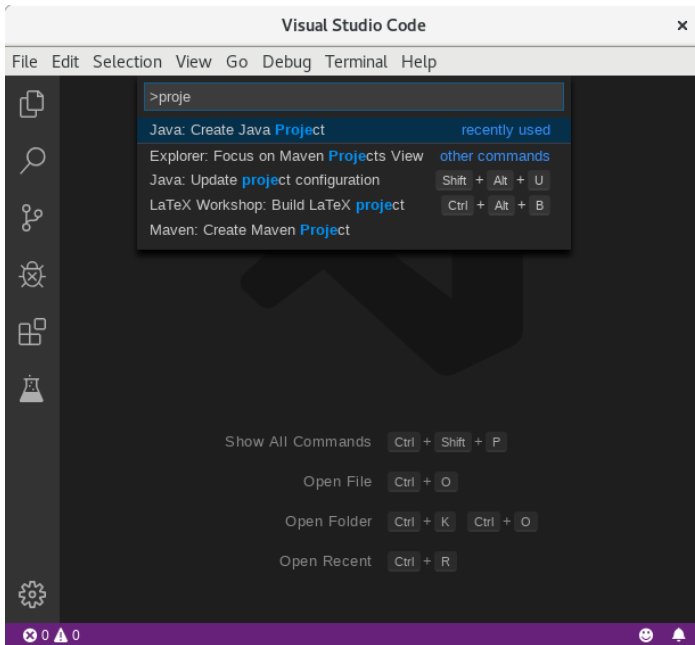 Visual Studio Code
File Edit Selection View Go Debug Terminal Help
>proje
Java: Create Java Project recently used
Explorer: Focus on Maven Projects View other commands
Java: Update project configuration Shift + Alt + U
LaTeX Workshop: Build LaTeX project Ctrl + Alt + B
Maven: Create Maven Project
Show All Commands Ctrl + Shift + P
Open File Ctrl + O
Open Folder Ctrl + K Ctrl + O
Open Recent Ctrl + R
0 0